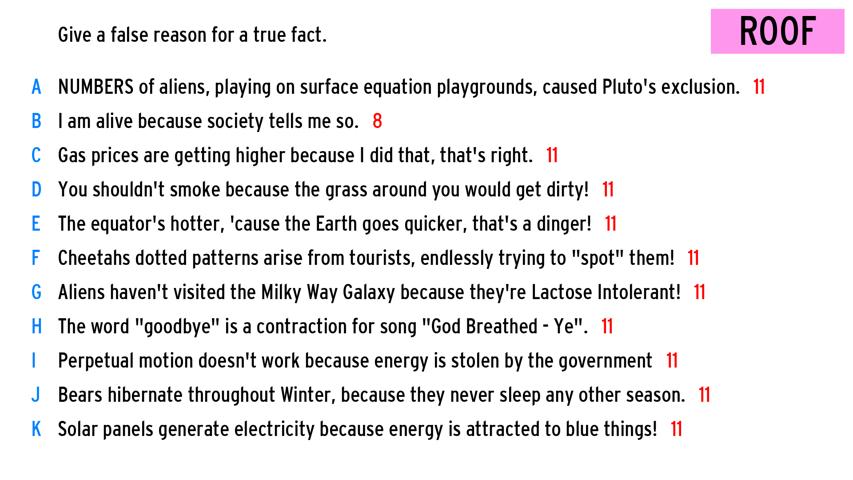 Give a false reason for a true fact.
ROOF
A NUMBERS of aliens, playing on surface equation playgrounds, caused Pluto's exclusion. 11
B I am alive because society tells me so. 8
C Gas prices are getting higher because I did that, that's right. 11
D You shouldn't smoke because the grass around you would get dirty! 11
E The equator's hotter, 'cause the Earth goes quicker, that's a dinger! 11
F Cheetahs dotted patterns arise from tourists, endlessly trying to "spot" them! 11
G Aliens haven't visited the Milky Way Galaxy because they're Lactose Intolerant! 11
H The word "goodbye" is a contraction for song "God Breathed - Ye". 11
I Perpetual motion doesn't work because energy is stolen by the government 11
J Bears hibernate throughout Winter, because they never sleep any other season. 11
K Solar panels generate electricity because energy is attracted to blue things! 11